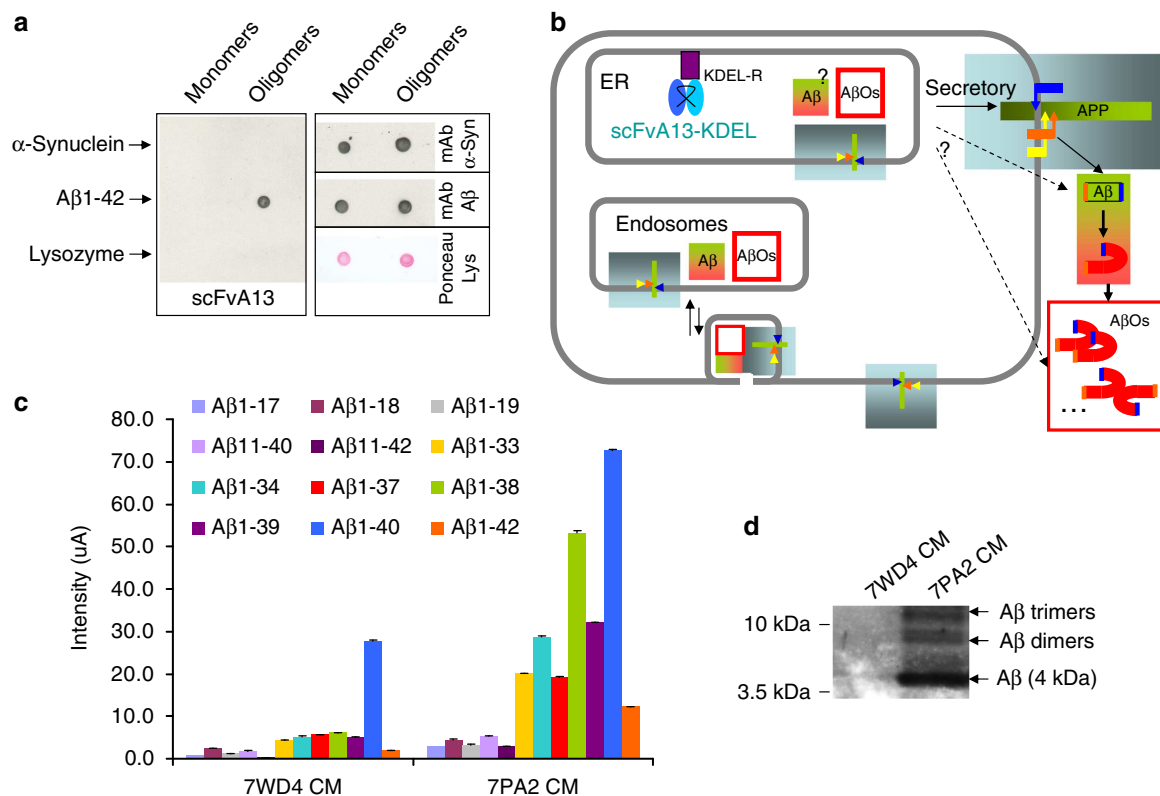 a
Monomers
Oligomers
Monomers
Oligomers
α-Synuclein
Aβ1-42
Lysozyme
mAb
α-Syn
mAb
Aβ
Ponceau
Lys
scFvA13
b
ER
KDEL-R
scFvA13-KDEL
?
Aβ
AβOs
Secretory
APP
?
Aβ
AβOs
...
Endosomes
Aβ
AβOs
c
Aβ1-17 Aβ1-18 Aβ1-19
Aβ11-40 Aβ11-42 Aβ1-33
Aβ1-34 Aβ1-37 Aβ1-38
Aβ1-39 Aβ1-40 Aβ1-42
Intensity (uA)
80.0
70.0
60.0
50.0
40.0
30.0
20.0
10.0
0.0
7WD4 CM 7PA2 CM
d
7WD4 CM
7PA2 CM
10 kDa
3.5 kDa
Aβ trimers
Aβ dimers
Aβ (4 kDa)